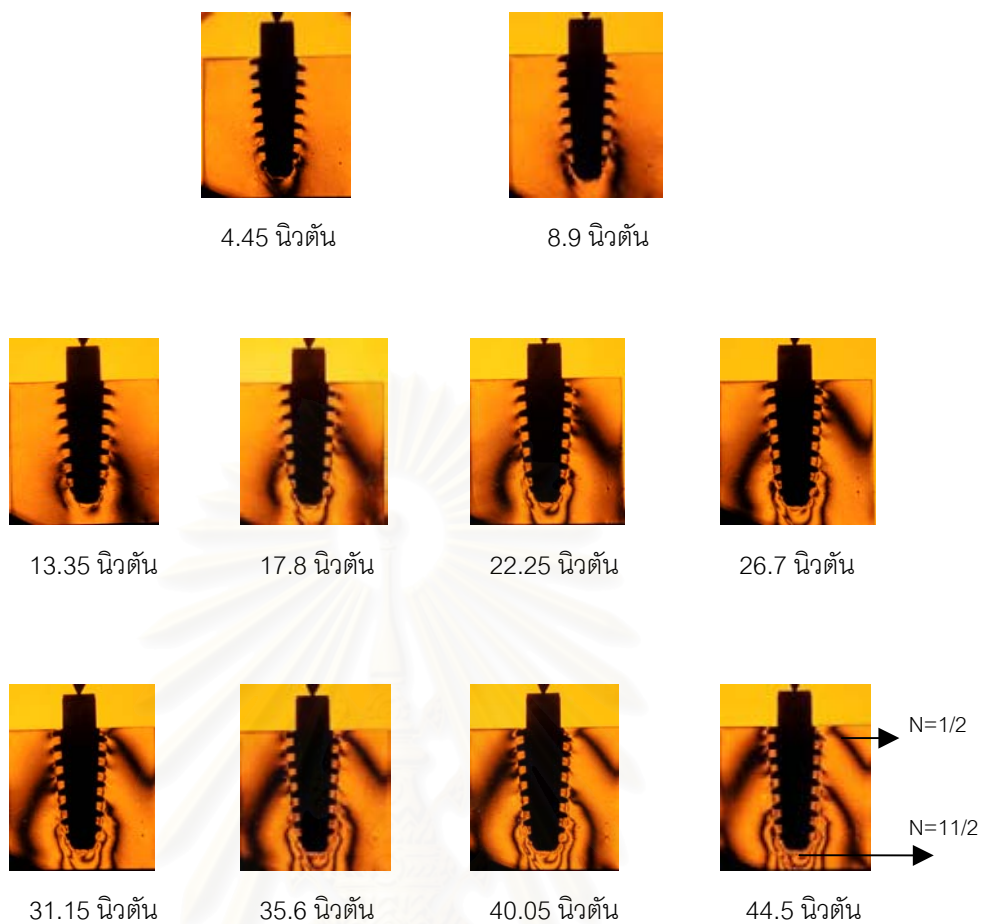 4.45 นิวตัน 8.9 นิวตัน
13.35 นิวตัน 17.8 นิวตัน 22.25 นิวตัน 26.7 นิวตัน
N=1/2
N=11/2
31.15 นิวตัน 35.6 นิวตัน 40.05 นิวตัน 44.5 นิวตัน